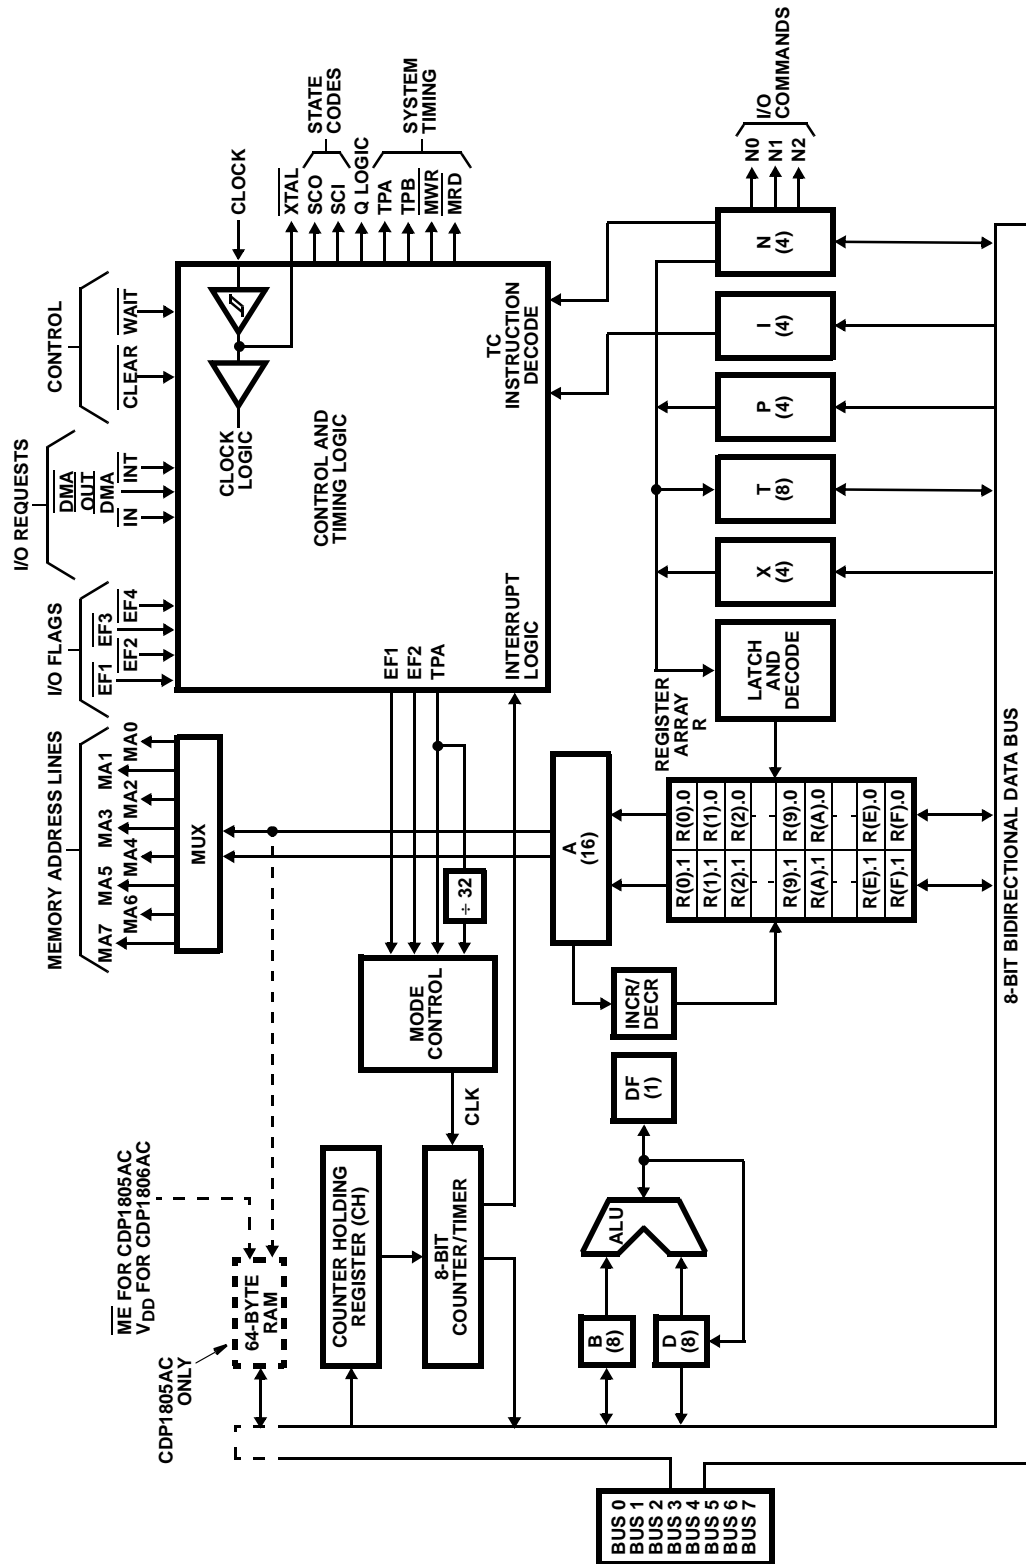 MEMORY ADDRESS LINES
MA7
MA6
MA5
MA4
MA3
MA2
MA1
MA0
MUX
I/O FLAGS
EF1
EF2
EF3
EF4
I/O REQUESTS
DMA
OUT
DMA
IN
INT
CONTROL
CLEAR
WAIT
CLOCK
XTAL
SCO
SCI
STATE
CODES
Q LOGIC
TPA
TPB
MWR
MRD
SYSTEM
TIMING
CLOCK
LOGIC
CONTROL AND
TIMING LOGIC
EF1
EF2
TPA
INTERRUPT
LOGIC
TC
INSTRUCTION
DECODE
ME FOR CDP1805AC
VDD FOR CDP1806AC
CDP1805AC
ONLY
64-BYTE
RAM
COUNTER HOLDING
REGISTER (CH)
8-BIT
COUNTER/TIMER
CLK
MODE
CONTROL
÷ 32
A
(16)
INCR/
DECR
DF
(1)
ALU
B
(8)
D
(8)
REGISTER
ARRAY
R
R(0).1 R(0).0
R(1).1 R(1).0
R(2).1 R(2).0
R(9).1 R(9).0
R(A).1 R(A).0
R(E).1 R(E).0
R(F).1 R(F).0
LATCH
AND
DECODE
X
(4)
T
(8)
P
(4)
I
(4)
N
(4)
N0
N1
N2
I/O
COMMANDS
8-BIT BIDIRECTIONAL DATA BUS
BUS 0
BUS 1
BUS 2
BUS 3
BUS 4
BUS 5
BUS 6
BUS 7